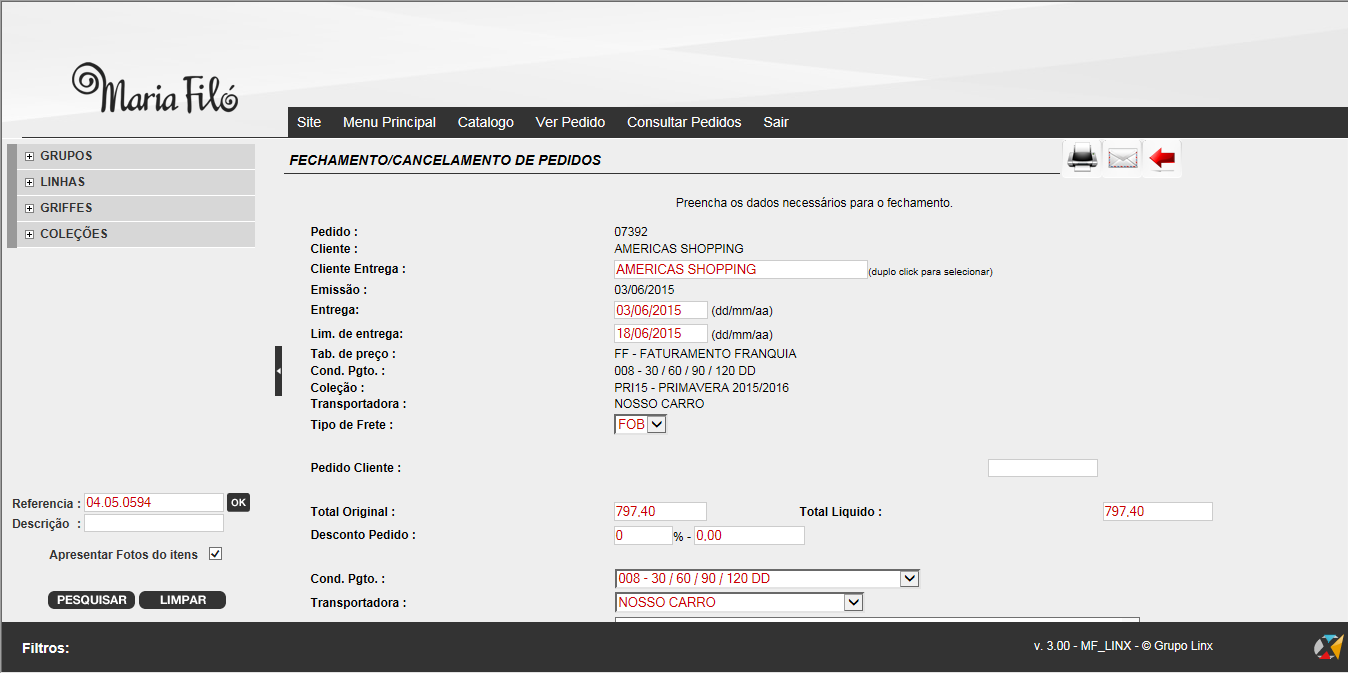 Maria Filó
Site Menu Principal Catalogo Ver Pedido Consultar Pedidos Sair
GRUPOS
LINHAS
GRIFFES
COLEÇÕES
Referencia : 04.05.0594 OK
Descrição :
Apresentar Fotos do itens
PESQUISAR LIMPAR
FECHAMENTO/CANCELAMENTO DE PEDIDOS
Preencha os dados necessários para o fechamento.
Pedido : 07392
Cliente : AMERICAS SHOPPING
Cliente Entrega : AMERICAS SHOPPING (duplo click para selecionar)
Emissão : 03/06/2015
Entrega: 03/06/2015 (dd/mm/aa)
Lim. de entrega: 18/06/2015 (dd/mm/aa)
Tab. de preço : FF - FATURAMENTO FRANQUIA
Cond. Pgto. : 008 - 30 / 60 / 90 / 120 DD
Coleção : PRI15 - PRIMAVERA 2015/2016
Transportadora : NOSSO CARRO
Tipo de Frete : FOB
Pedido Cliente :
Total Original : 797,40 Total Liquido : 797,40
Desconto Pedido : 0 % - 0,00
Cond. Pgto. : 008 - 30 / 60 / 90 / 120 DD
Transportadora : NOSSO CARRO
Filtros:
v. 3.00 - MF_LINX - © Grupo Linx